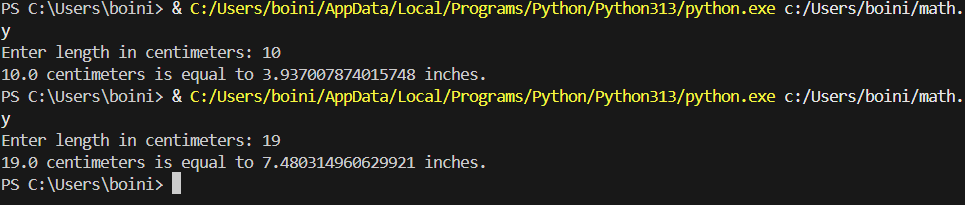 PS C:\Users\boini> & C:/Users/boini/AppData/Local/Programs/Python/Python313/python.exe c:/Users/boini/math.
y
Enter length in centimeters: 10
10.0 centimeters is equal to 3.937007874015748 inches.
PS C:\Users\boini> & C:/Users/boini/AppData/Local/Programs/Python/Python313/python.exe c:/Users/boini/math.
y
Enter length in centimeters: 19
19.0 centimeters is equal to 7.480314960629921 inches.
PS C:\Users\boini>